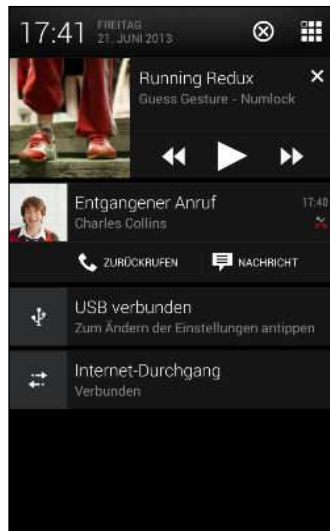 17:41 FREITAG
21. JUNI 2013
Running Redux
Guess Gesture - Numlock
Entgangener Anruf 17:40
Charles Collins
ZURÜCKRUFEN NACHRICHT
USB verbunden
Zum Ändern der Einstellungen antippen
Internet-Durchgang
Verbunden